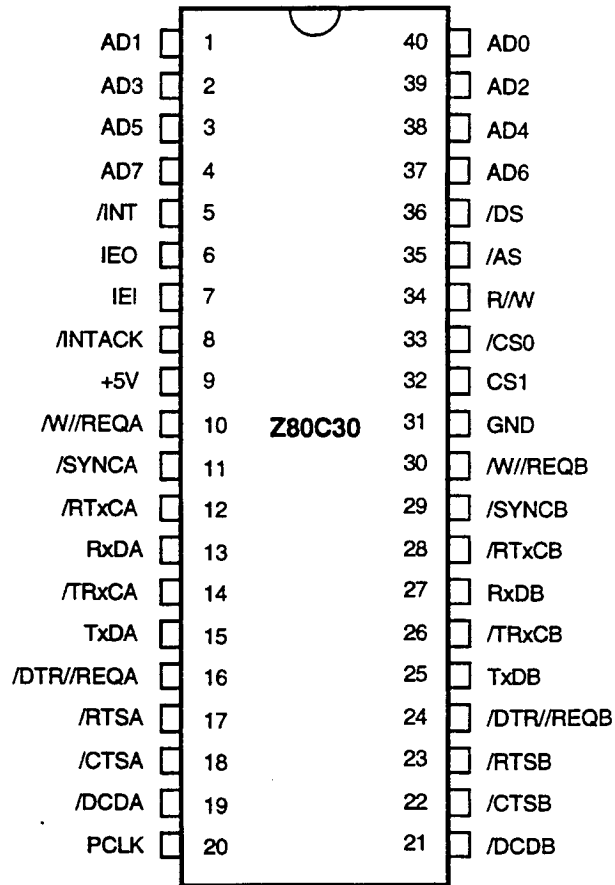 AD1 1 40 AD0
AD3 2 39 AD2
AD5 3 38 AD4
AD7 4 37 AD6
/INT 5 36 /DS
IEO 6 35 /AS
IEI 7 34 R//W
/INTACK 8 33 /CS0
+5V 9 32 CS1
/W//REQA 10 Z80C30 31 GND
/SYNCA 11 30 /W//REQB
/RTxCA 12 29 /SYNCB
RxDA 13 28 /RTxCB
/TRxCA 14 27 RxDB
TxDA 15 26 /TRxCB
/DTR//REQA 16 25 TxDB
/RTSA 17 24 /DTR//REQB
/CTSA 18 23 /RTSB
/DCDA 19 22 /CTSB
PCLK 20 21 /DCDB